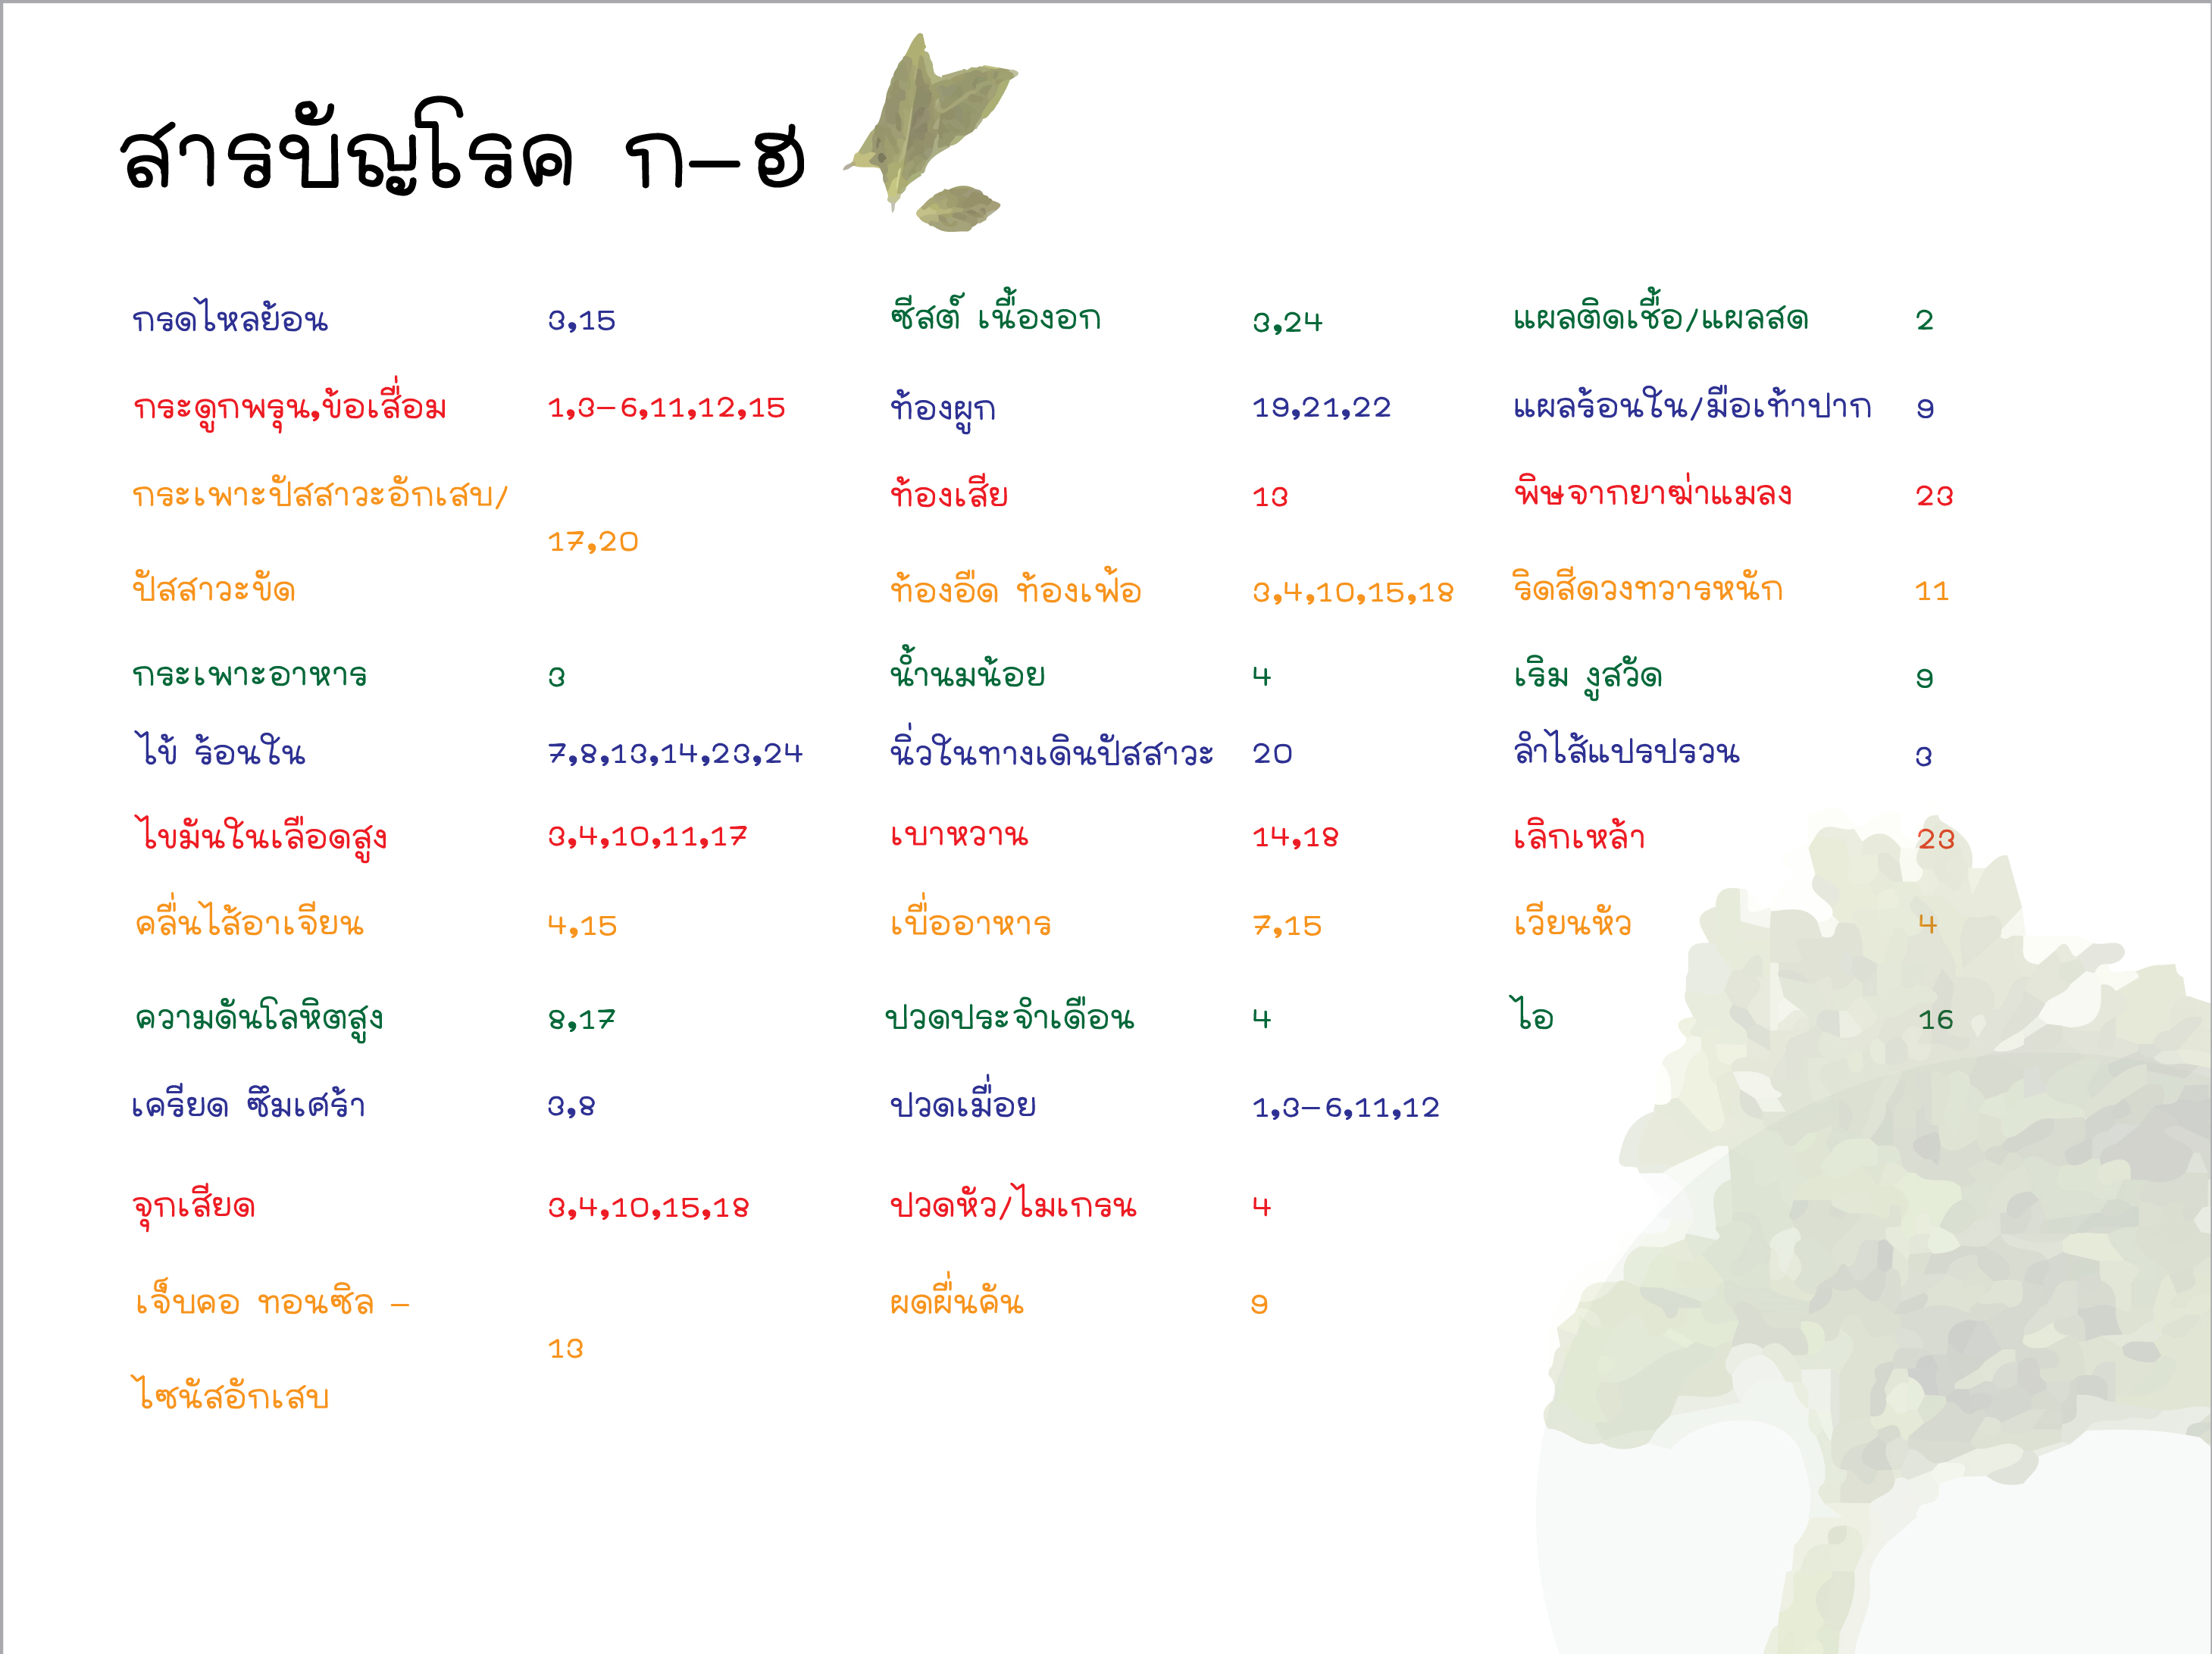 สารบัญโรค ก-ฮ
กรดไหลย้อน 3,15
กระดูกพรุน,ข้อเสื่อม 1,3-6,11,12,15
กระเพาะปัสสาวะอักเสบ/
17,20
ปัสสาวะขัด
กระเพาะอาหาร 3
ไข้ ร้อนใน 7,8,13,14,23,24
ไขมันในเลือดสูง 3,4,10,11,17
คลื่นไส้อาเจียน 4,15
ความดันโลหิตสูง 8,17
เครียด ซึมเศร้า 3,8
จุกเสียด 3,4,10,15,18
เจ็บคอ ทอนซิล -
13
ไซนัสอักเสบ
ซีสต์ เนื้องอก 3,24
ท้องผูก 19,21,22
ท้องเสีย 13
ท้องอืด ท้องเฟ้อ 3,4,10,15,18
น้ำนมน้อย 4
นิ่วในทางเดินปัสสาวะ 20
เบาหวาน 14,18
เบื่ออาหาร 7,15
ปวดประจำเดือน 4
ปวดเมื่อย 1,3-6,11,12
ปวดหัว/ไมเกรน 4
ผดผื่นคัน 9
แผลติดเชื้อ/แผลสด 2
แผลร้อนใน/มือเท้าปาก 9
พิษจากยาฆ่าแมลง 23
ริดสีดวงทวารหนัก 11
เริม งูสวัด 9
ลำไส้แปรปรวน 3
เลิกเหล้า 23
เวียนหัว 4
ไอ 16